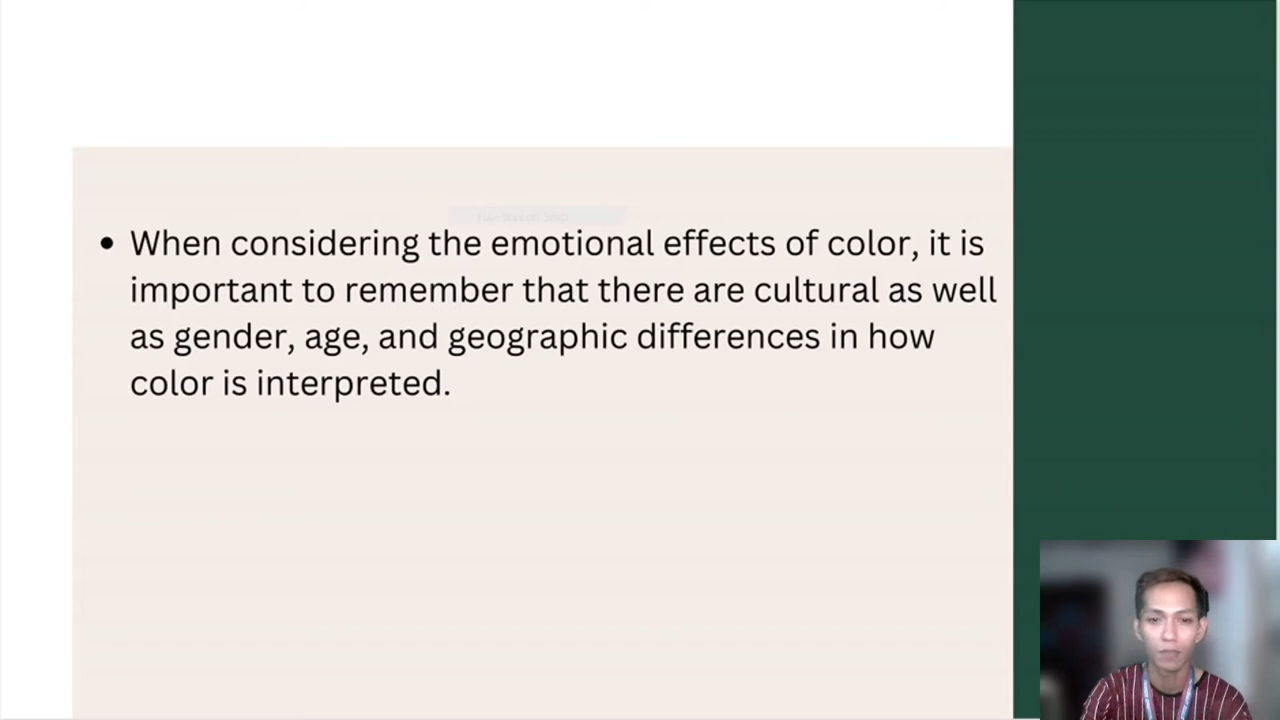 • When considering the emotional effects of color, it is
important to remember that there are cultural as well
as gender, age, and geographic differences in how
color is interpreted.